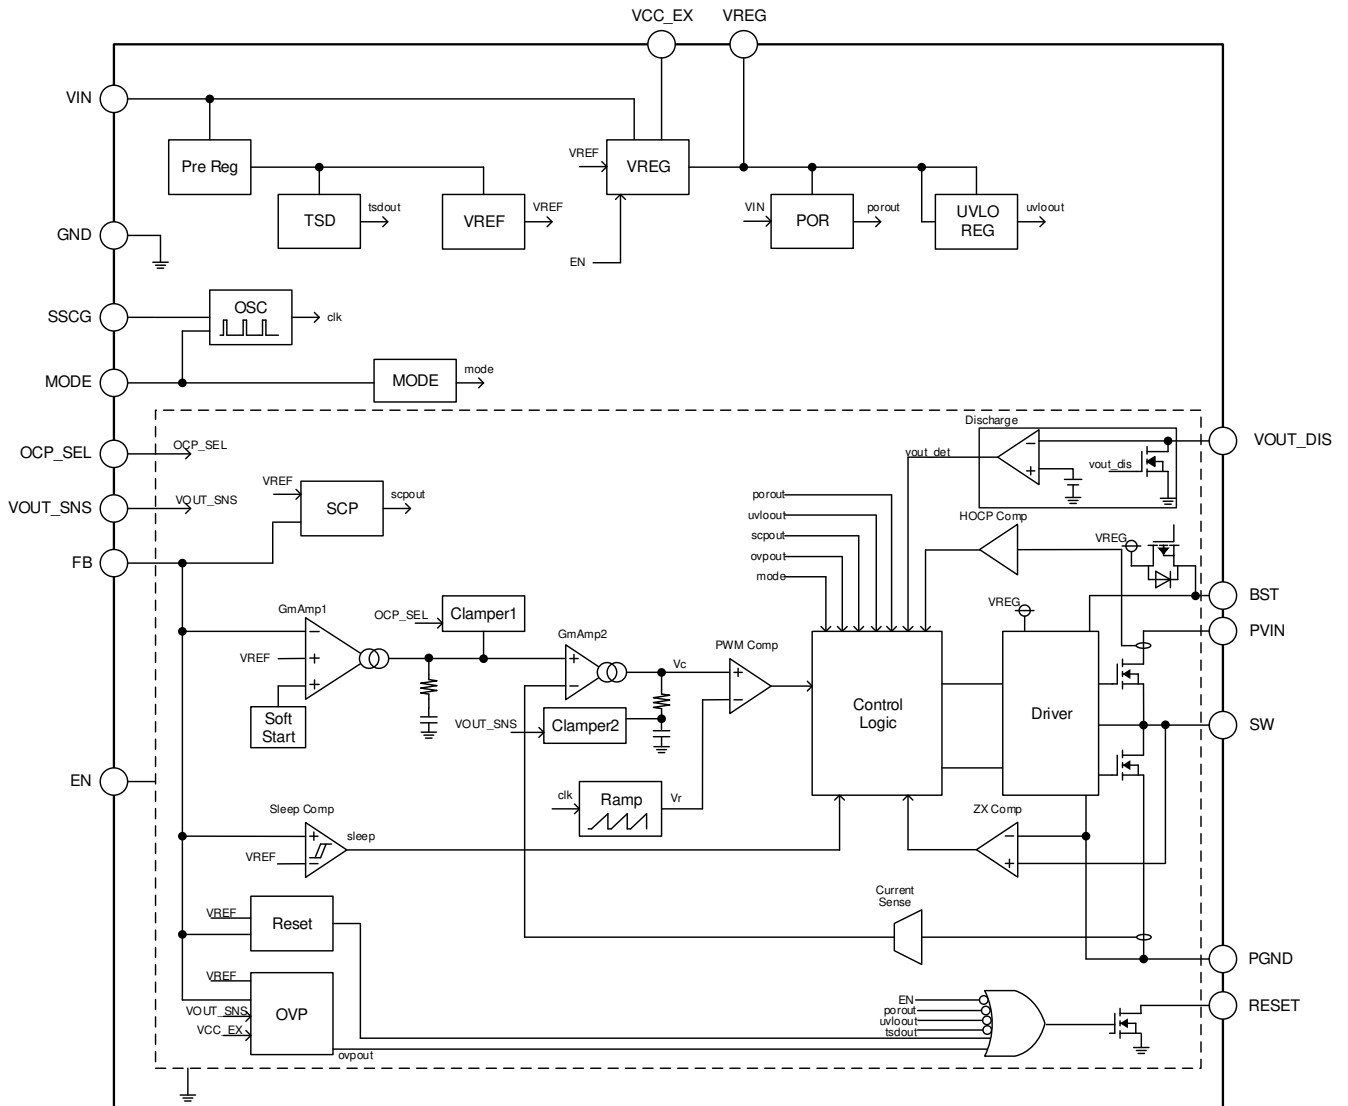 VCC_EX
VREG
VIN
Pre Reg
VREF
VREG
TSD
tsdout
VREF
VREF
VIN
POR
porout
UVLO
REG
uvloout
GND
EN
SSCG
OSC
clk
MODE
MODE
mode
OCP_SEL
OCP_SEL
Discharge
VOUT_DIS
vout_det
vout_dis
VOUT_SNS
VOUT_SNS
VREF
SCP
scpout
porout
uvloout
scpout
ovpout
mode
HOCP Comp
VREG
FB
BST
GmAmp1
OCP_SEL
Clamper1
GmAmp2
PWM Comp
VREG
PVIN
VREF
Vc
Soft
Start
VOUT_SNS
Clamper2
Control
Logic
Driver
SW
EN
clk
Ramp
Vr
Sleep Comp
sleep
VREF
ZX Comp
Current
Sense
VREF
Reset
PGND
VREF
VOUT_SNS
VCC_EX
OVP
ovpout
EN
porout
uvloout
tsdout
RESET